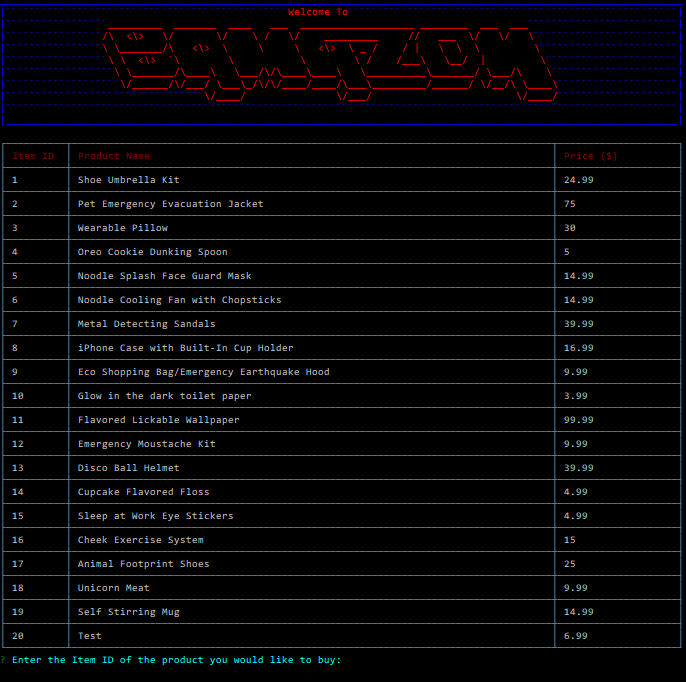 Welcome To
BAMAZON
Item ID Product Name Price ($)
1 Shoe Umbrella Kit 24.99
2 Pet Emergency Evacuation Jacket 75
3 Wearable Pillow 30
4 Oreo Cookie Dunking Spoon 5
5 Noodle Splash Face Guard Mask 14.99
6 Noodle Cooling Fan with Chopsticks 14.99
7 Metal Detecting Sandals 39.99
8 iPhone Case with Built-In Cup Holder 16.99
9 Eco Shopping Bag/Emergency Earthquake Hood 9.99
10 Glow in the dark toilet paper 3.99
11 Flavored Lickable Wallpaper 99.99
12 Emergency Moustache Kit 9.99
13 Disco Ball Helmet 39.99
14 Cupcake Flavored Floss 4.99
15 Sleep at Work Eye Stickers 4.99
16 Cheek Exercise System 15
17 Animal Footprint Shoes 25
18 Unicorn Meat 9.99
19 Self Stirring Mug 14.99
20 Test 6.99
? Enter the Item ID of the product you would like to buy: